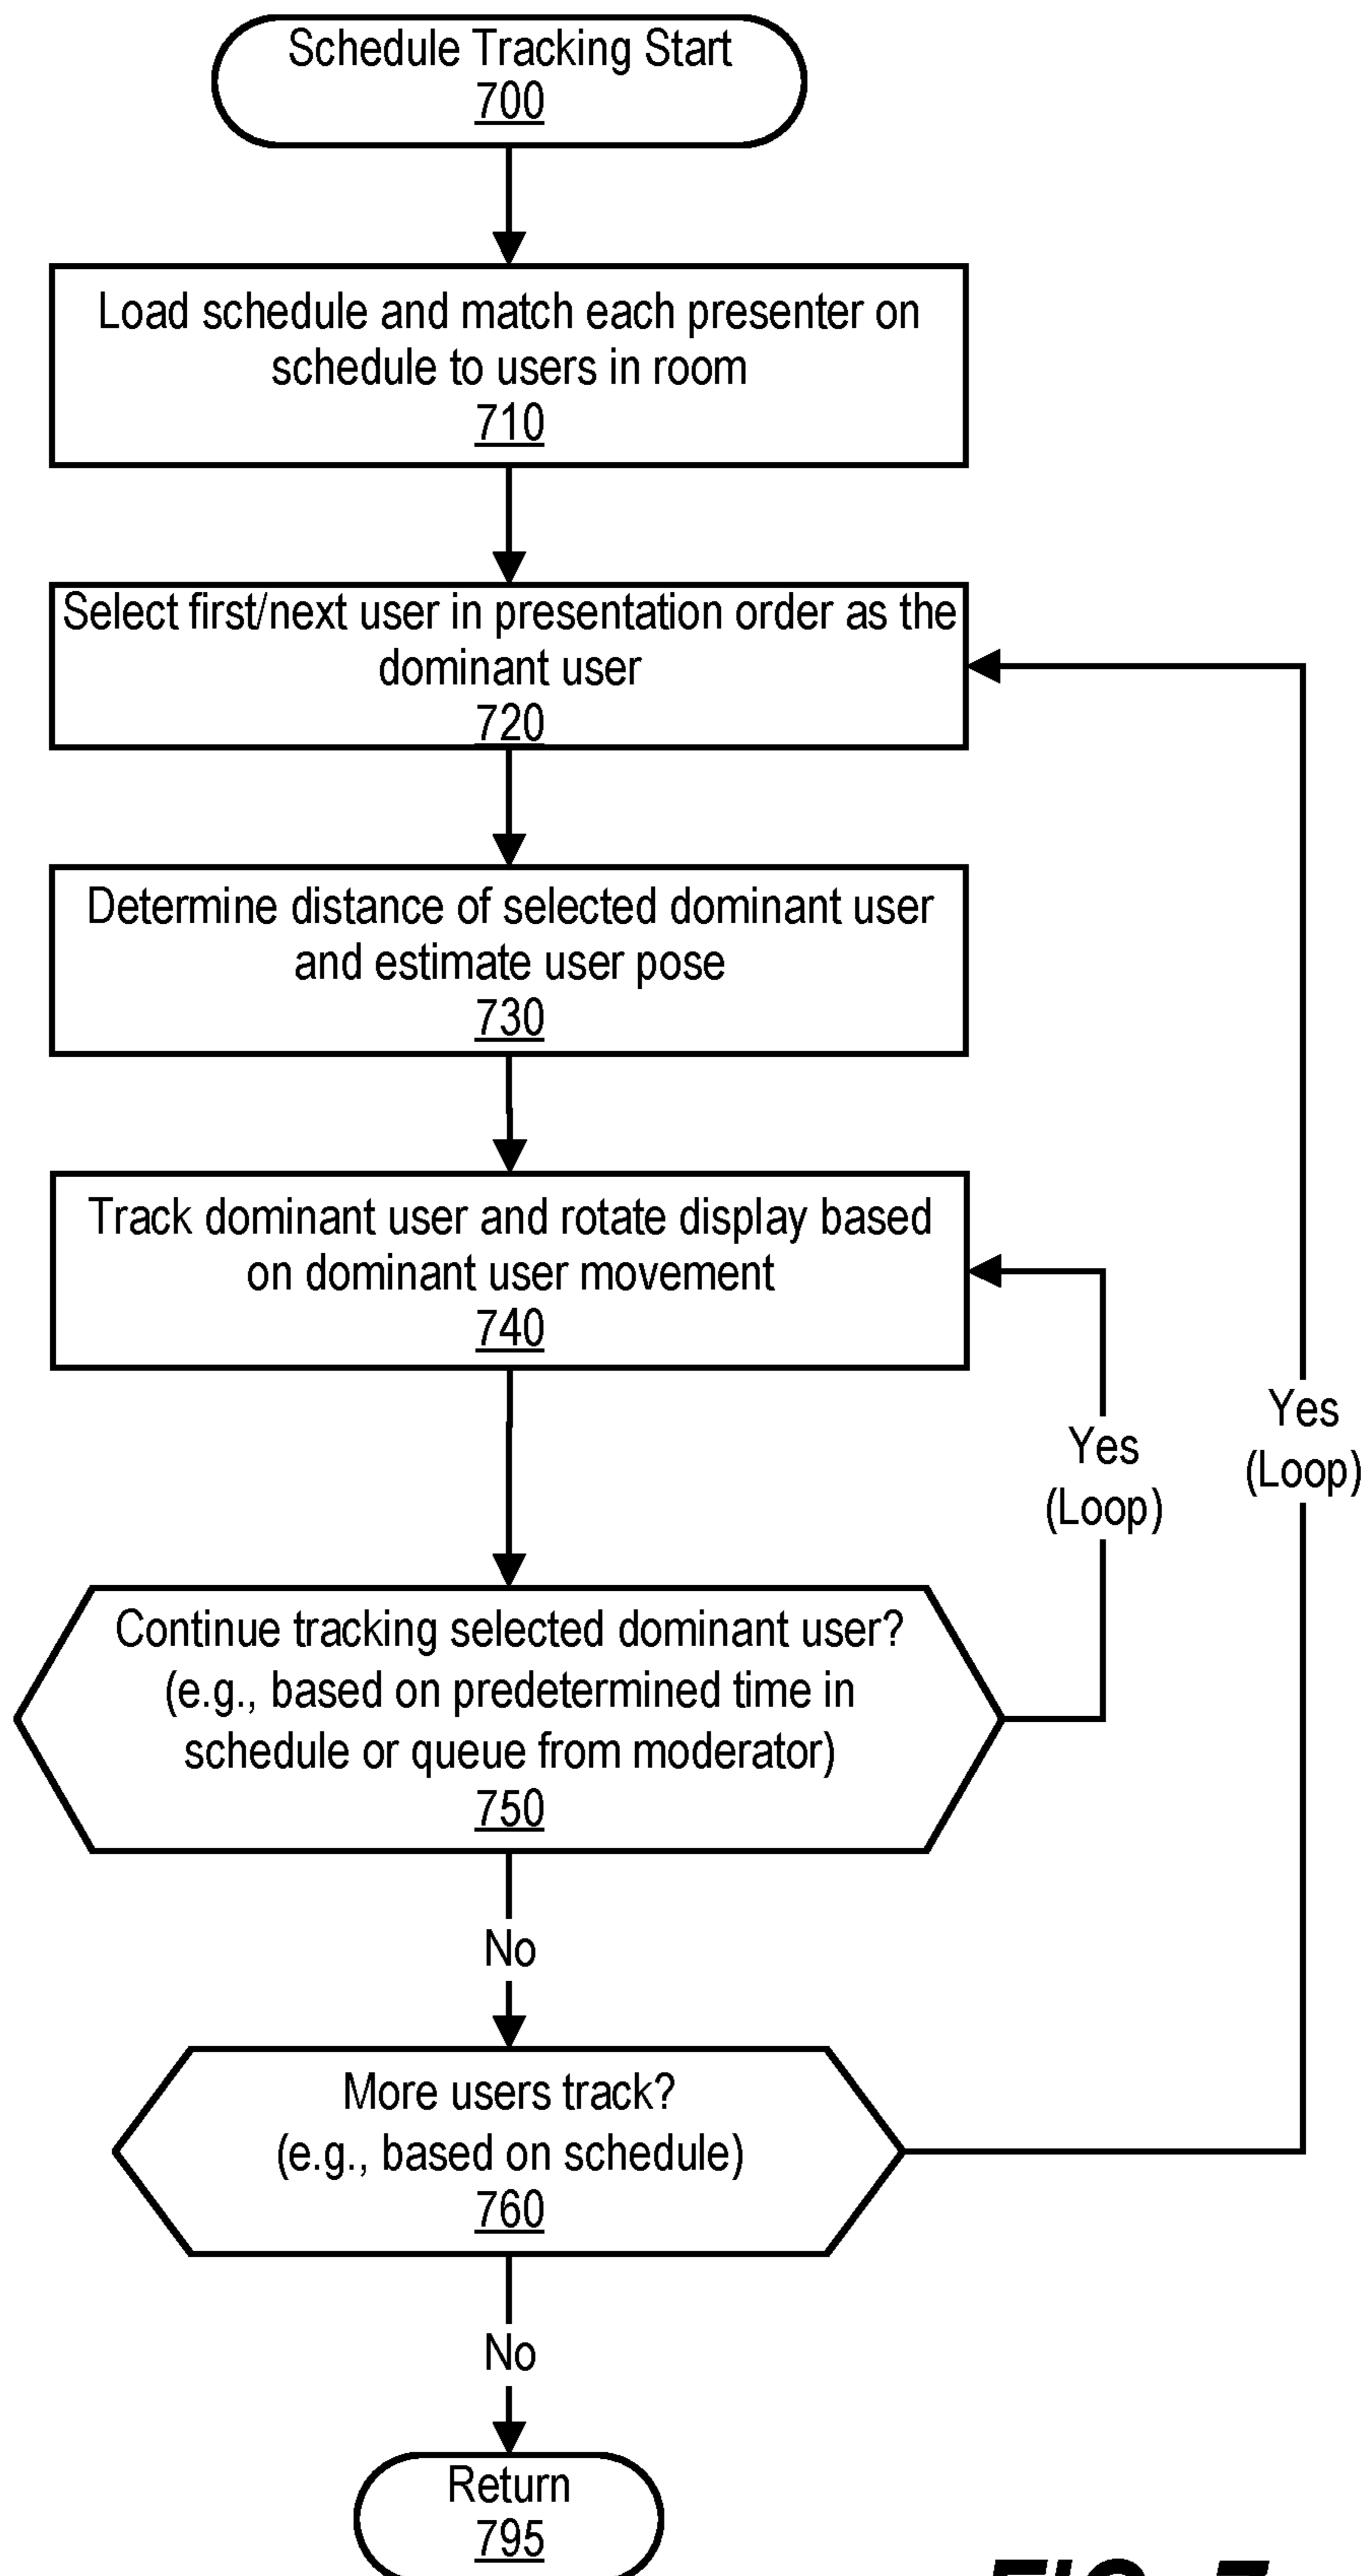 Schedule Tracking Start
700
Load schedule and match each presenter on
schedule to users in room
710
Select first/next user in presentation order as the
dominant user
720
Determine distance of selected dominant user
and estimate user pose
730
Track dominant user and rotate display based
on dominant user movement
740
Yes
(Loop)
Yes
(Loop)
Continue tracking selected dominant user?
(e.g., based on predetermined time in
schedule or queue from moderator)
750
No
More users track?
(e.g., based on schedule)
760
No
Return
795